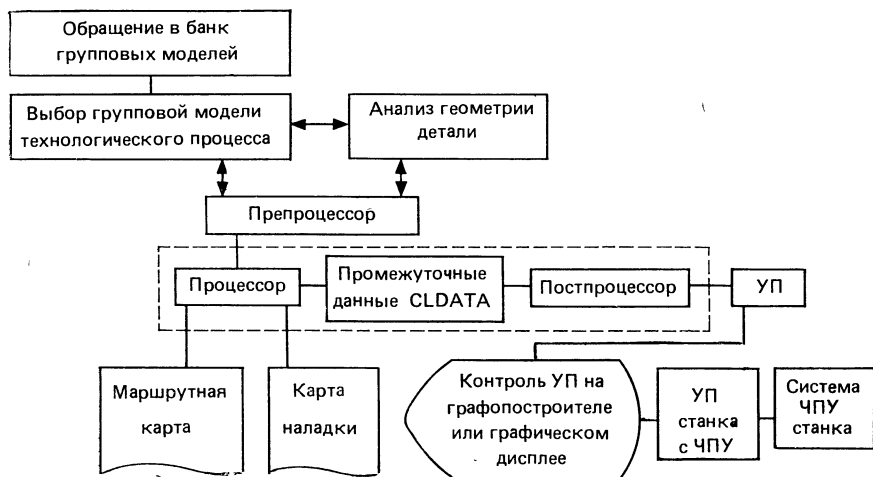 Обращение в банк
групповых моделей
Выбор групповой модели
технологического процесса
Анализ геометрии
детали
Препроцессор
Процессор
Промежуточные
данные CLDATA
Постпроцессор
УП
Маршрутная
карта
Карта
наладки
Контроль УП на
графопостроителе
или графическом
дисплее
УП
станка
с ЧПУ
Система
ЧПУ
станка